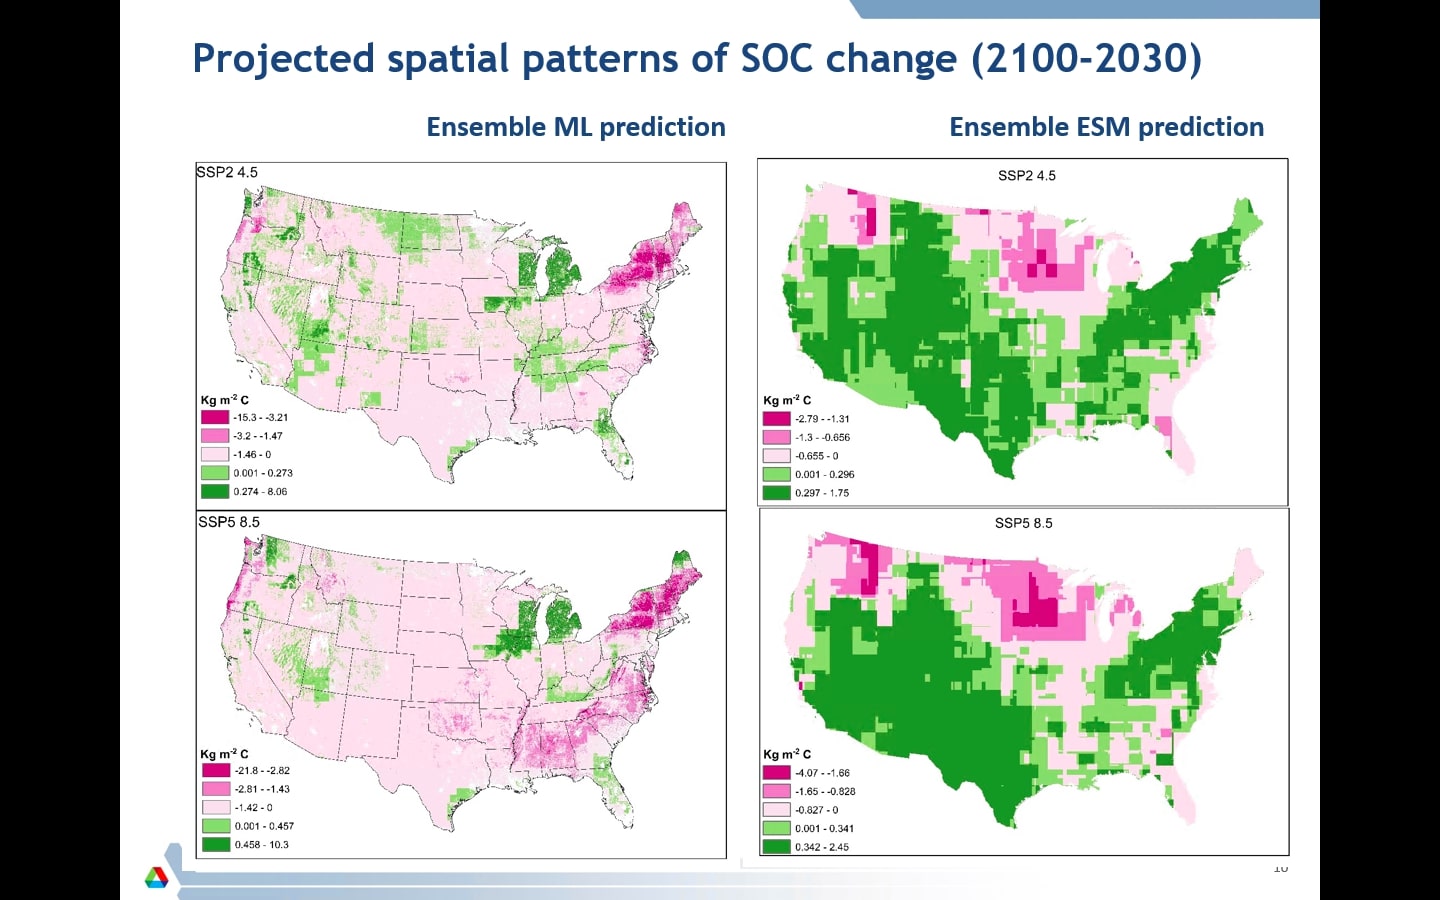 Projected spatial patterns of SOC change (2100-2030)
Ensemble ML prediction
Ensemble ESM prediction
SSP2 4.5
Kg m-2 C
-15.3 - -3.21
-3.2 - -1.47
-1.46 - 0
0.001 - 0.273
0.274 - 8.06
SSP2 4.5
Kg m-2 C
-2.79 - -1.31
-1.3 - -0.656
-0.655 - 0
0.001 - 0.296
0.297 - 1.75
SSP5 8.5
Kg m-2 C
-21.8 - -2.82
-2.81 - -1.43
-1.42 - 0
0.001 - 0.457
0.458 - 10.3
SSP5 8.5
Kg m-2 C
-4.07 - -1.66
-1.65 - -0.828
-0.827 - 0
0.001 - 0.341
0.342 - 2.45